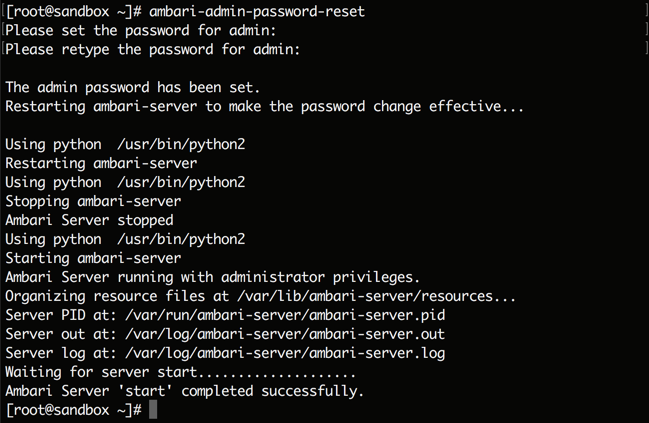 [root@sandbox ~]# ambari-admin-password-reset
Please set the password for admin:
Please retype the password for admin:

The admin password has been set.
Restarting ambari-server to make the password change effective...

Using python  /usr/bin/python2
Restarting ambari-server
Using python  /usr/bin/python2
Stopping ambari-server
Ambari Server stopped
Using python  /usr/bin/python2
Starting ambari-server
Ambari Server running with administrator privileges.
Organizing resource files at /var/lib/ambari-server/resources...
Server PID at: /var/run/ambari-server/ambari-server.pid
Server out at: /var/log/ambari-server/ambari-server.out
Server log at: /var/log/ambari-server/ambari-server.log
Waiting for server start....................
Ambari Server 'start' completed successfully.
[root@sandbox ~]#